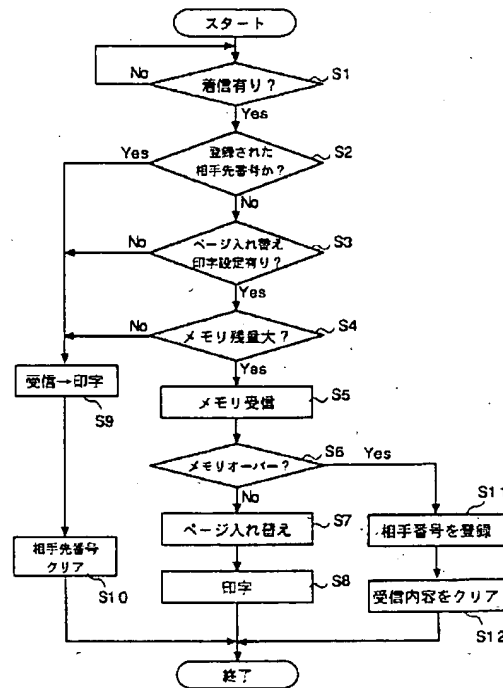 スタート
No
着信有り？
S1
Yes
Yes
登録された
相手先番号か？
S2
No
No
ページ入れ替え
印字設定有り？
S3
Yes
No
メモリ残量大？
S4
Yes
受信→印字
S9
メモリ受信
S5
メモリオーバー？
S6
Yes
No
ページ入れ替え
S7
相手番号を登録
S11
相手先番号
クリア
S10
印字
S8
受信内容をクリア
S12
終了